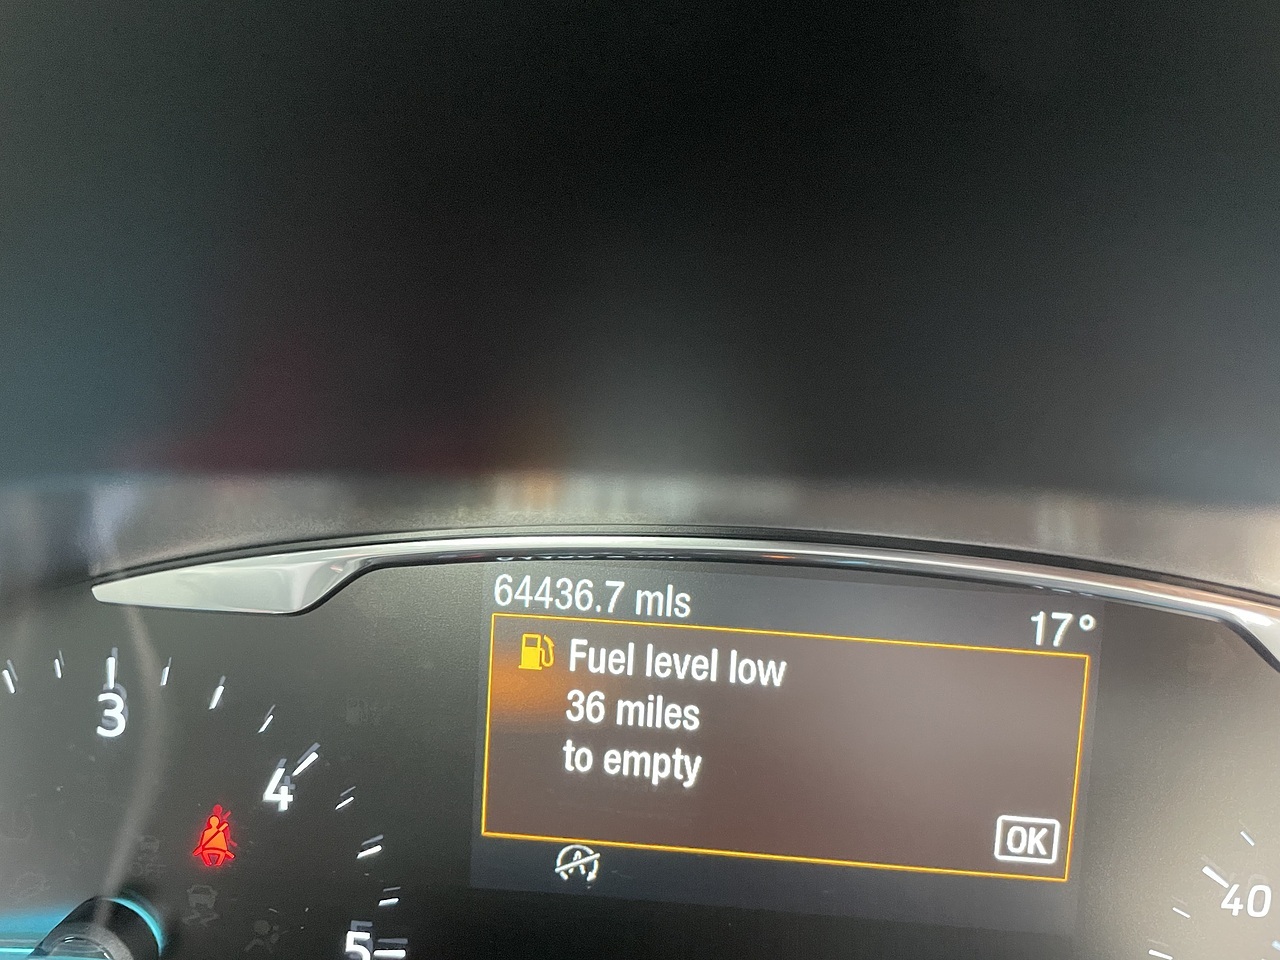 64436.7 mls
17°
Fuel level low
36 miles
to empty
OK
3
4
5
40